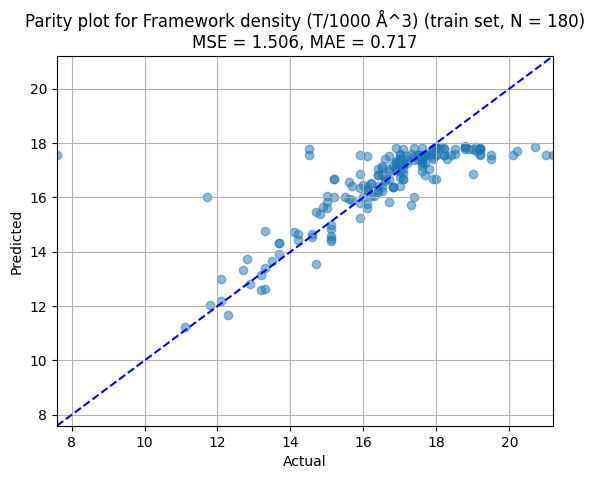 Parity plot for Framework density (T/1000 Å^3) (train set, N = 180)
MSE = 1.506, MAE = 0.717
20
18
16
14
12
10
8
Predicted
8 10 12 14 16 18 20
Actual